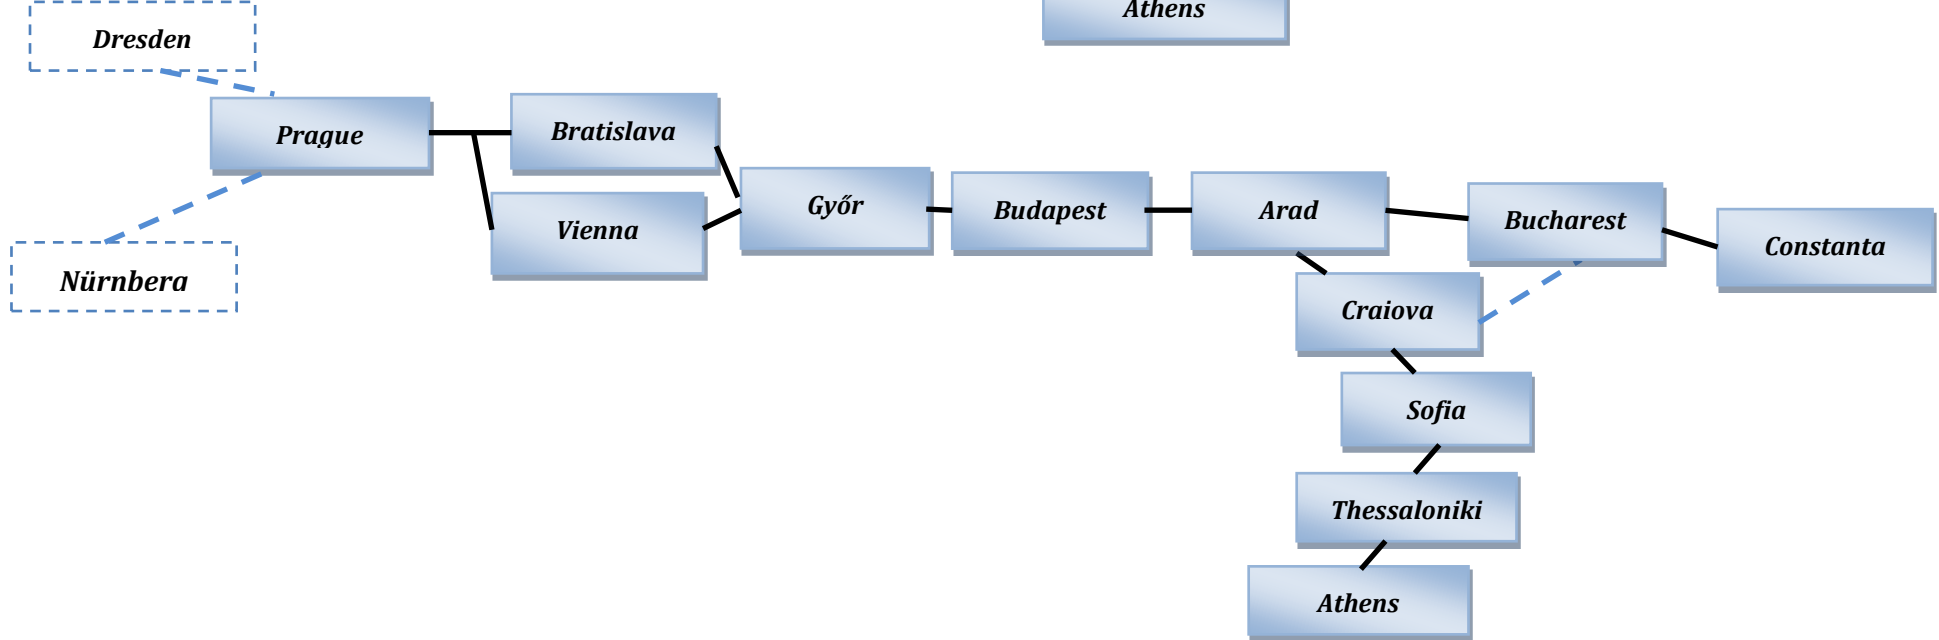 Athens
Dresden
Prague
Bratislava
Vienna
Győr
Budapest
Arad
Bucharest
Constanta
Nürnberg
Craiova
Sofia
Thessaloniki
Athens